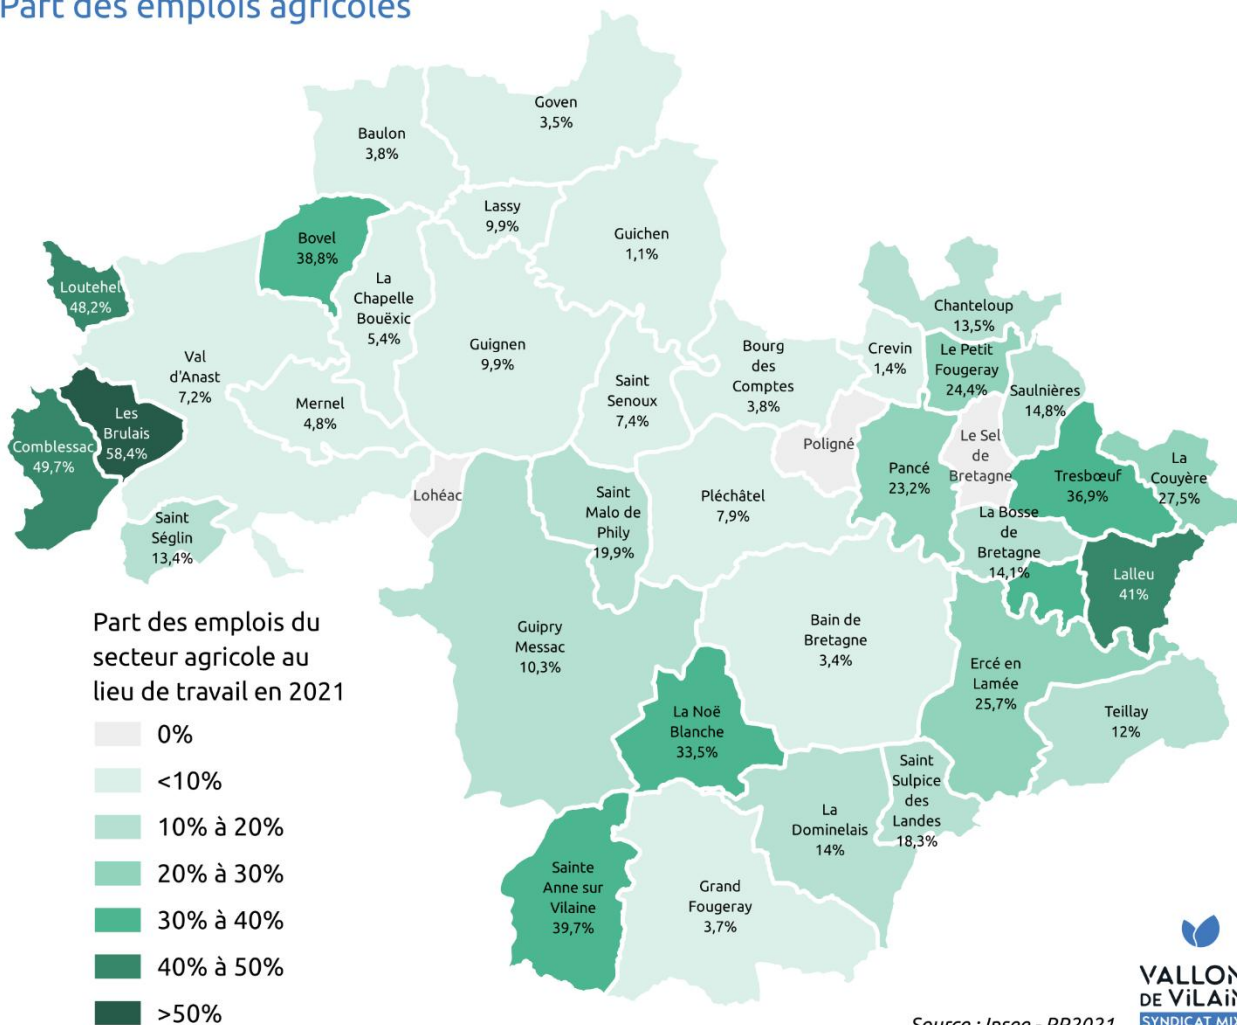 Part des emplois agricoles
Goven
3,5%
Baulon
3,8%
Lassy
9,9%
Guichen
1,1%
Bovel
38,8%
La
Chapelle
Bouëxic
5,4%
Loutehel
48,2%
Val
d'Anast
7,2%
Guignen
9,9%
Saint
Senoux
7,4%
Bourg
des
Comptes
3,8%
Crevin
1,4%
Chanteloup
13,5%
Le Petit
Fougeray
24,4%
Saulnières
14,8%
Mernel
4,8%
Les
Brulais
58,4%
Comblessac
49,7%
Poligné
Le Sel
de
Bretagne
Pancé
23,2%
Tresbœuf
36,9%
La
Couyère
27,5%
Lohéac
Saint
Malo de
Phily
19,9%
Pléchâtel
7,9%
Saint
Séglin
13,4%
La Bosse
de
Bretagne
14,1%
Lalleu
41%
Guipry
Messac
10,3%
Bain de
Bretagne
3,4%
Ercé en
Lamée
25,7%
Teillay
12%
La Noë
Blanche
33,5%
Saint
Sulpice
des
Landes
18,3%
La
Dominelais
14%
Sainte
Anne sur
Vilaine
39,7%
Grand
Fougeray
3,7%
Part des emplois du
secteur agricole au
lieu de travail en 2021
0%
<10%
10% à 20%
20% à 30%
30% à 40%
40% à 50%
>50%
VALLON
DE ViLAiN
SYNDICAT MIX
Source : Insee - RP2021